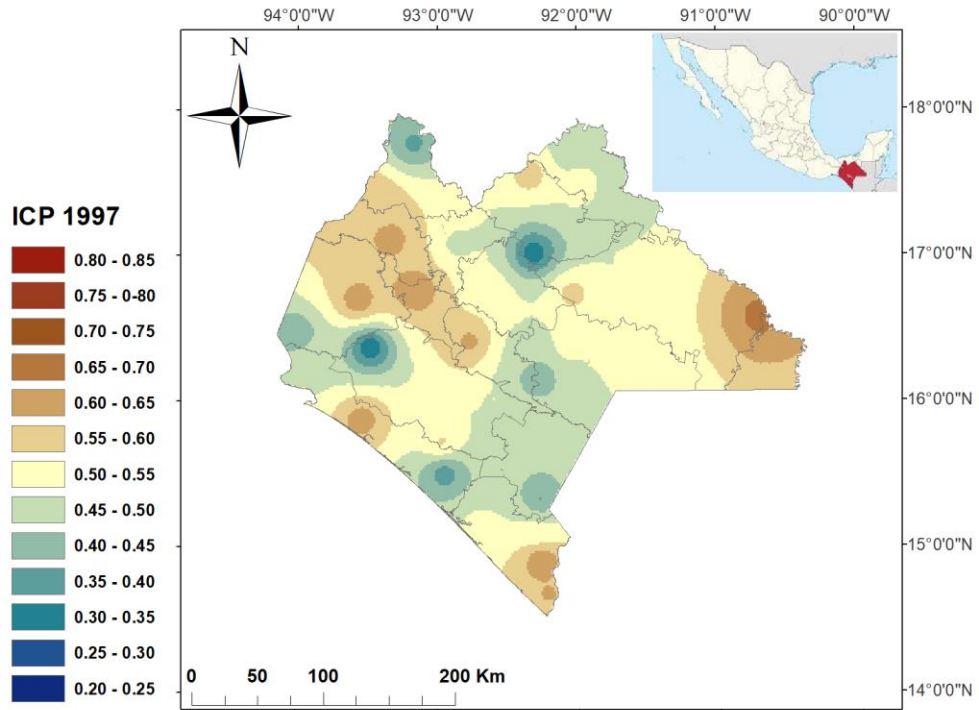 94°0'0"W 93°0'0"W 92°0'0"W 91°0'0"W 90°0'0"W
N
18°0'0"N
ICP 1997
0.80 - 0.85
0.75 - 0-80
0.70 - 0.75
0.65 - 0.70
0.60 - 0.65
0.55 - 0.60
0.50 - 0.55
0.45 - 0.50
0.40 - 0.45
0.35 - 0.40
0.30 - 0.35
0.25 - 0.30
0.20 - 0.25
17°0'0"N
16°0'0"N
15°0'0"N
14°0'0"N
0 50 100 200 Km